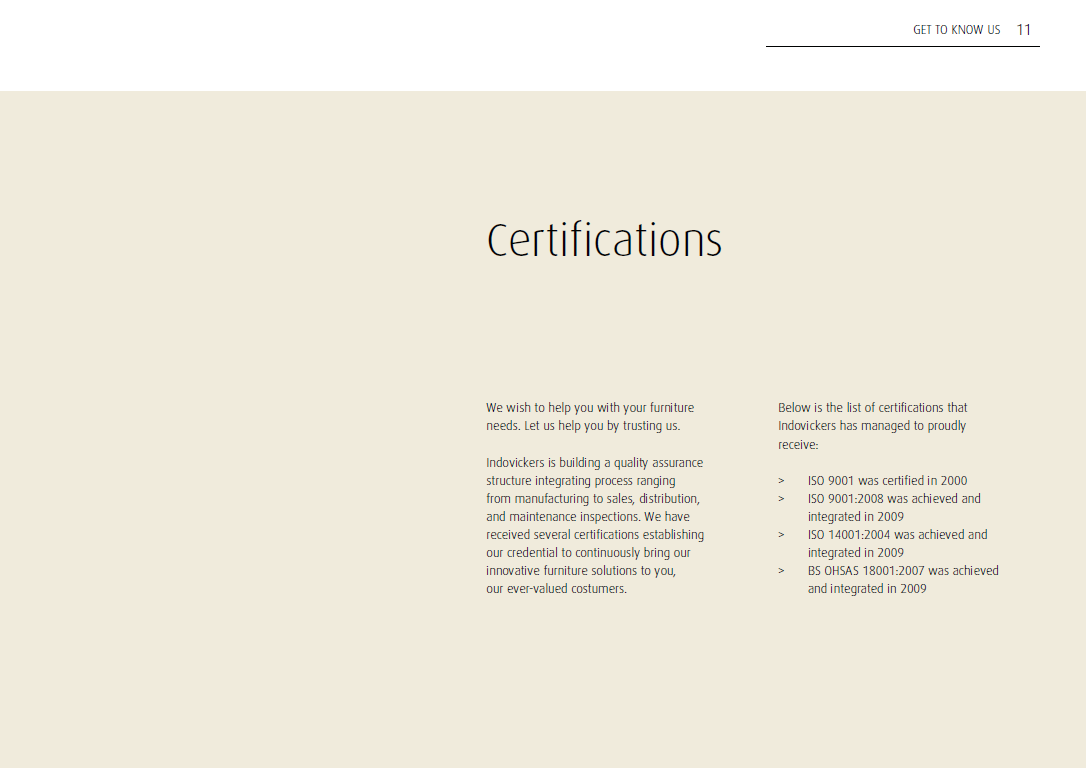 GET TO KNOW US 11
Certifications
We wish to help you with your furniture
needs. Let us help you by trusting us.
Indovickers is building a quality assurance
structure integrating process ranging
from manufacturing to sales, distribution,
and maintenance inspections. We have
received several certifications establishing
our credential to continuously bring our
innovative furniture solutions to you,
our ever-valued costumers.
Below is the list of certifications that
Indovickers has managed to proudly
receive:
> ISO 9001 was certified in 2000
> ISO 9001:2008 was achieved and
integrated in 2009
> ISO 14001:2004 was achieved and
integrated in 2009
> BS OHSAS 18001:2007 was achieved
and integrated in 2009